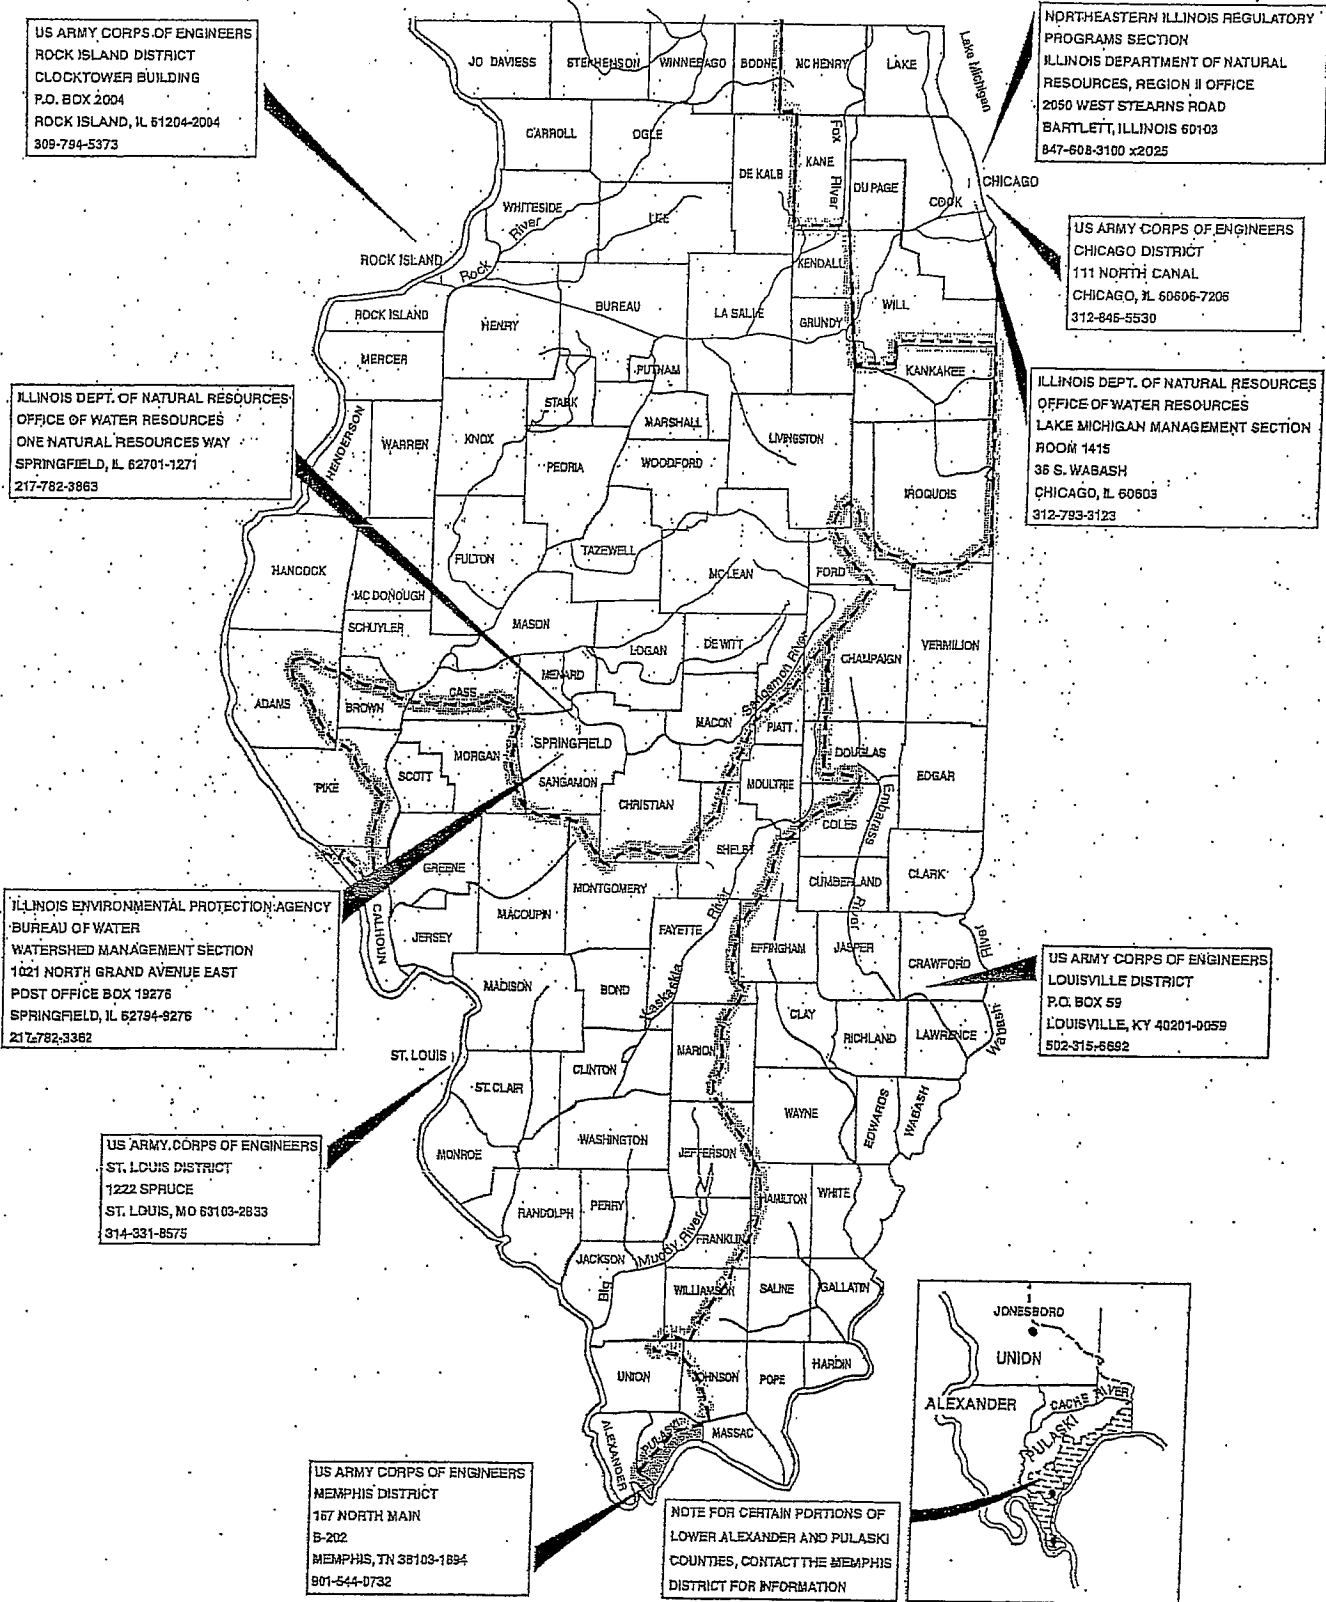 US ARMY CORPS OF ENGINEERS
ROCK ISLAND DISTRICT
CLOCKTOWER BUILDING
P.O. BOX 2004
ROCK ISLAND, IL 61204-2004
309-794-5373
NORTHEASTERN ILLINOIS REGULATORY
PROGRAMS SECTION
ILLINOIS DEPARTMENT OF NATURAL
RESOURCES, REGION II OFFICE
2050 WEST STEARNS ROAD
BARTLETT, ILLINOIS 60103
847-608-3100 x2025
US ARMY CORPS OF ENGINEERS
CHICAGO DISTRICT
111 NORTH CANAL
CHICAGO, IL 60606-7206
312-846-5530
ILLINOIS DEPT. OF NATURAL RESOURCES
OFFICE OF WATER RESOURCES
LAKE MICHIGAN MANAGEMENT SECTION
ROOM 1415
36 S. WABASH
CHICAGO, IL 60603
312-793-3123
ILLINOIS DEPT. OF NATURAL RESOURCES
OFFICE OF WATER RESOURCES
ONE NATURAL RESOURCES WAY
SPRINGFIELD, IL 62701-1271
217-782-3863
ILLINOIS ENVIRONMENTAL PROTECTION AGENCY
BUREAU OF WATER
WATERSHED MANAGEMENT SECTION
1021 NORTH GRAND AVENUE EAST
POST OFFICE BOX 19276
SPRINGFIELD, IL 62794-9276
217-782-3362
US ARMY CORPS OF ENGINEERS
LOUISVILLE DISTRICT
P.O. BOX 59
LOUISVILLE, KY 40201-0059
502-315-6692
US ARMY CORPS OF ENGINEERS
ST. LOUIS DISTRICT
1222 SPRUCE
ST. LOUIS, MO 63103-2833
314-331-8575
US ARMY CORPS OF ENGINEERS
MEMPHIS DISTRICT
167 NORTH MAIN
B-202
MEMPHIS, TN 38103-1894
901-544-0732
NOTE FOR CERTAIN PORTIONS OF
LOWER ALEXANDER AND PULASKI
COUNTIES, CONTACT THE MEMPHIS
DISTRICT FOR INFORMATION
JO DAVIESS
STEPHENSON
WINNEBAGO
BOONE
MC HENRY
LAKE
Lake Michigan
CARROLL
OGLE
DE KALB
KANE
Fox River
DU PAGE
COOK
CHICAGO
WHITESIDE
LEE
Rock River
ROCK ISLAND
KENDALL
WILL
ROCK ISLAND
HENRY
BUREAU
LA SALLE
GRUNDY
MERCER
PUTNAM
KANKAKEE
STARK
MARSHALL
HENDERSON
WARREN
KNOX
PEORIA
WOODFORD
LIVINGSTON
IROQUOIS
HANCOCK
MC DONOUGH
FULTON
TAZEWELL
MC LEAN
FORD
SCHUYLER
MASON
LOGAN
DE WITT
CHAMPAIGN
VERMILION
ADAMS
BROWN
CASS
MENARD
MACON
Sangamon River
PIATT
SPRINGFIELD
SANGAMON
MORGAN
SCOTT
PIKE
CHRISTIAN
MOULTRIE
DOUGLAS
EDGAR
COLES
Embarass River
SHELBY
GREENE
MONTGOMERY
CUMBERLAND
CLARK
CALHOUN
JERSEY
MACOUPIN
FAYETTE
EFFINGHAM
JASPER
CRAWFORD
Wabash River
Kaskaskia River
MADISON
BOND
CLAY
RICHLAND
LAWRENCE
ST. LOUIS
MARION
CLINTON
ST. CLAIR
WAYNE
EDWARDS
WABASH
MONROE
WASHINGTON
JEFFERSON
HAMILTON
WHITE
RANDOLPH
PERRY
FRANKLIN
JACKSON
Big Muddy River
WILLIAMSON
SALINE
GALLATIN
UNION
JOHNSON
POPE
HARDIN
ALEXANDER
PULASKI
MASSAC
JONESBORO
UNION
ALEXANDER
CACHE RIVER
PULASKI